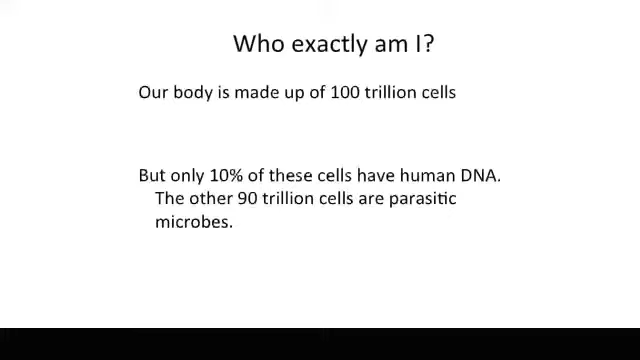 Who exactly am I?
Our body is made up of 100 trillion cells
But only 10% of these cells have human DNA.
The other 90 trillion cells are parasitic
microbes.